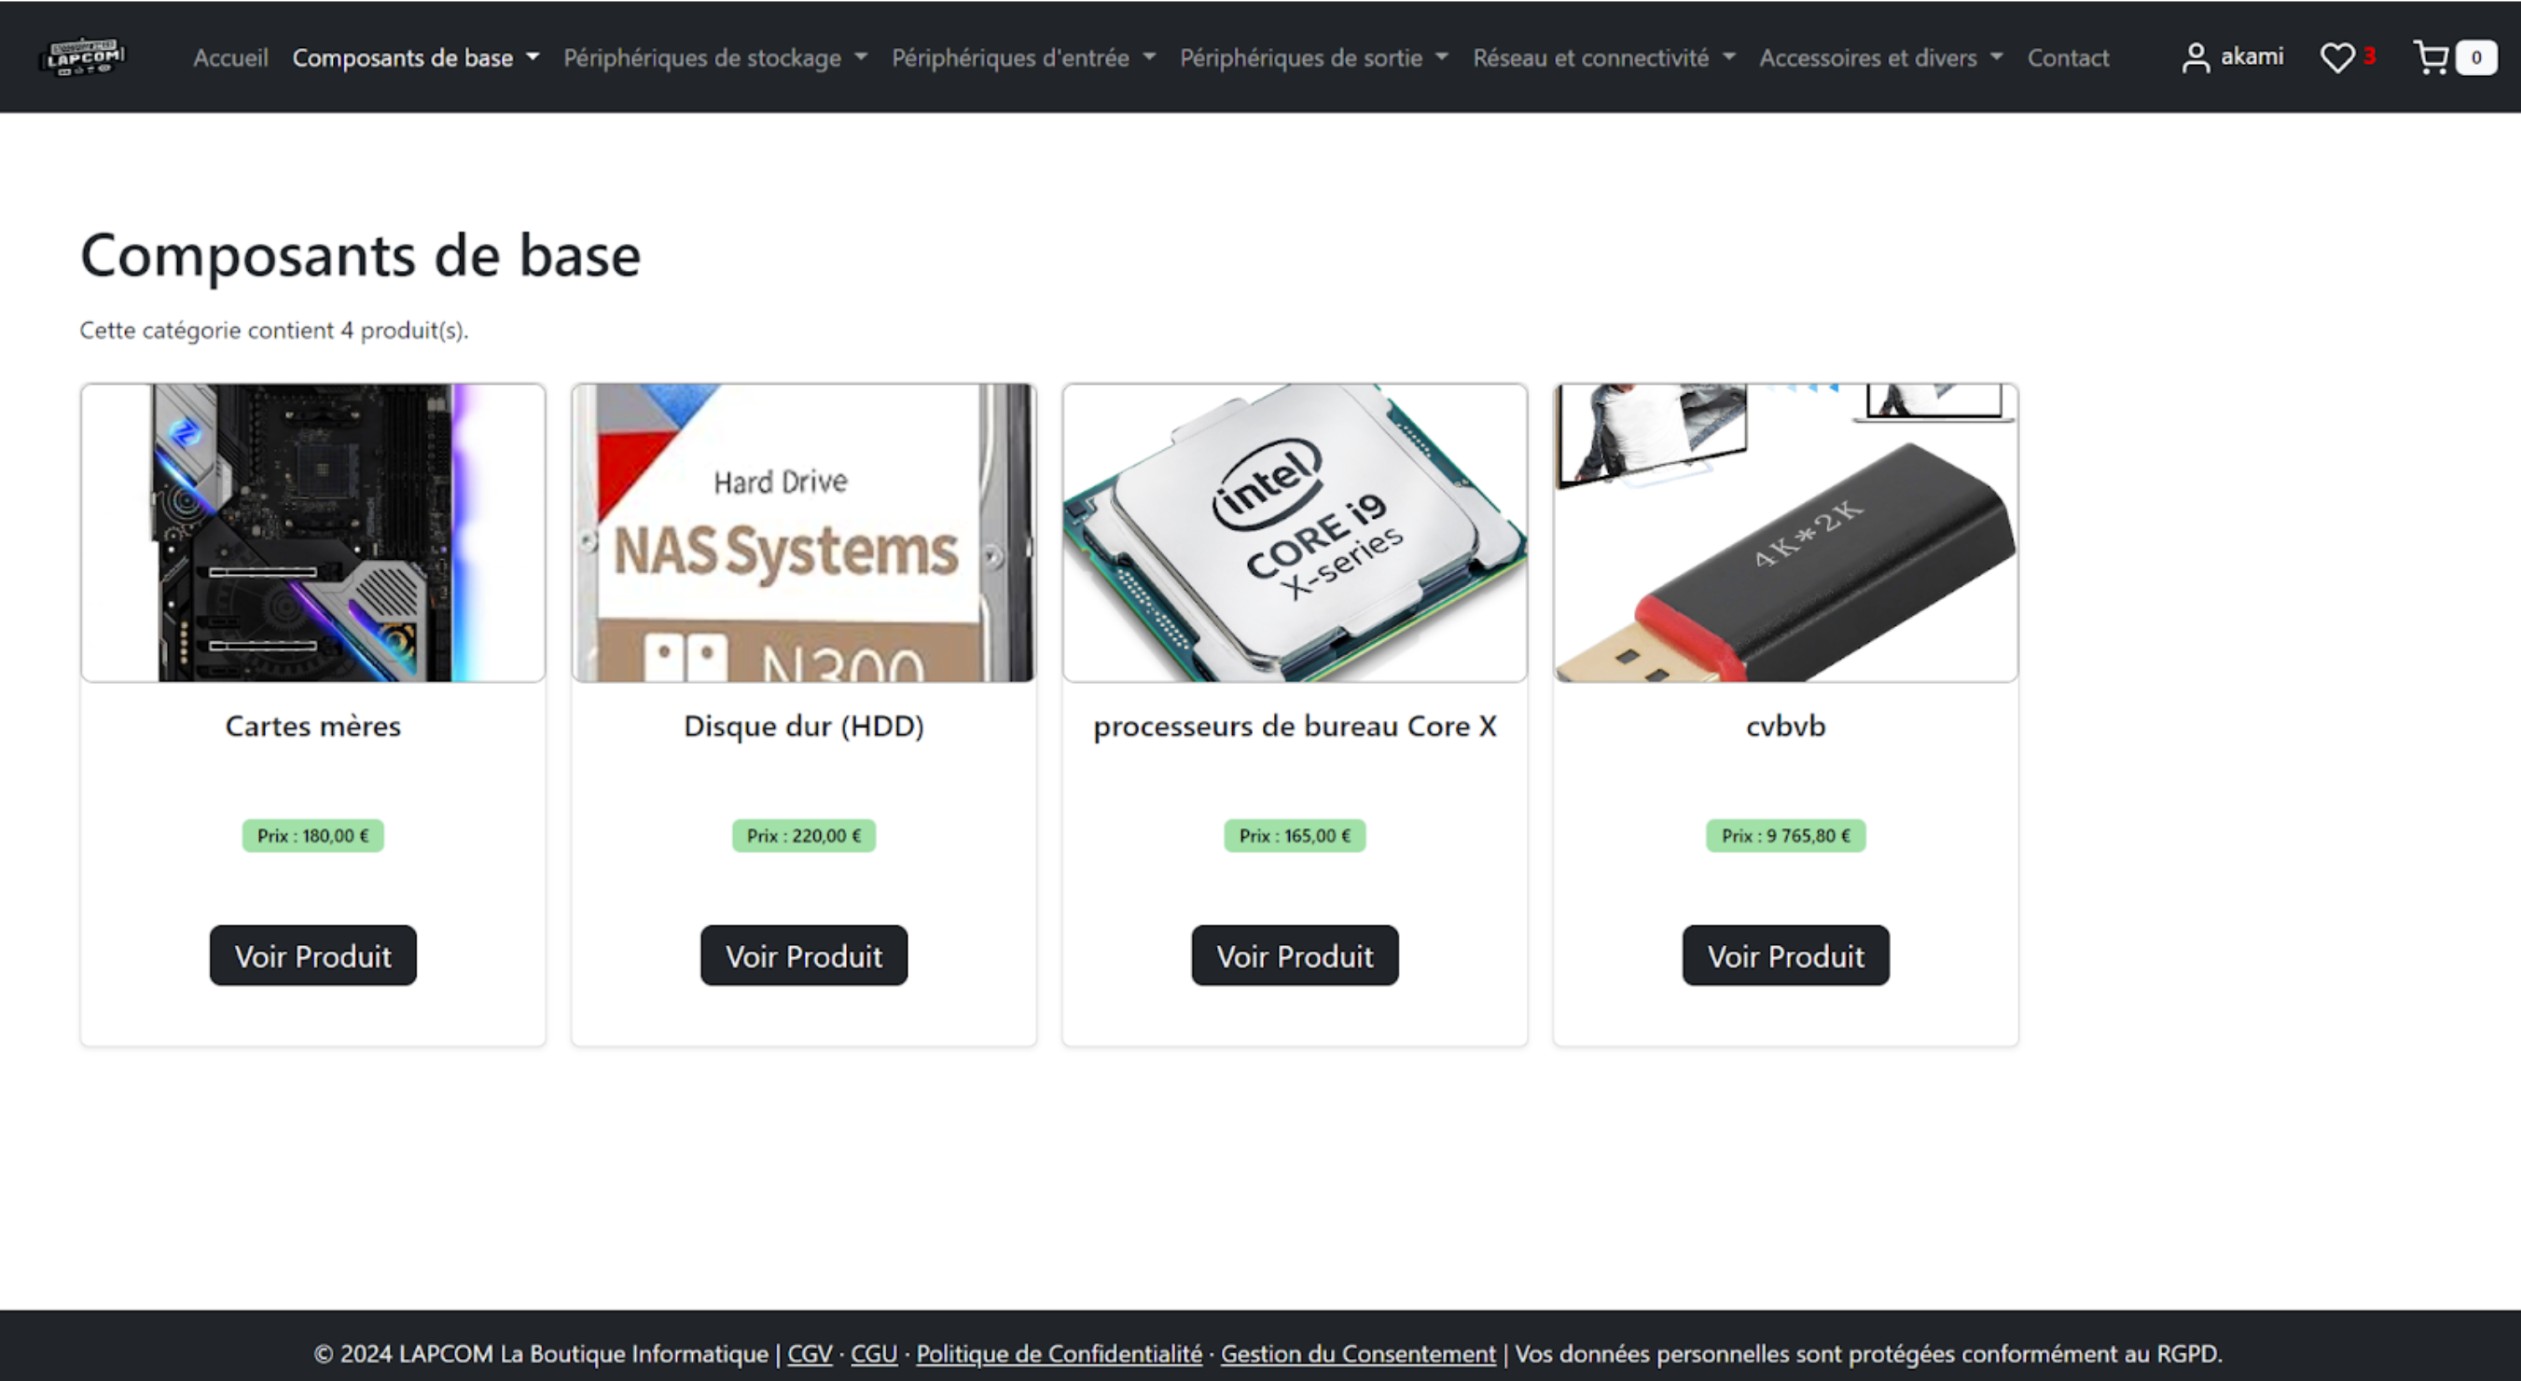 LAPCOM
Accueil Composants de base Périphériques de stockage Périphériques d'entrée Périphériques de sortie Réseau et connectivité Accessoires et divers Contact akami 3 0
Composants de base
Cette catégorie contient 4 produit(s).
Hard Drive
NAS Systems
N300
intel
CORE i9
X-series
4K*2K
Cartes mères
Disque dur (HDD)
processeurs de bureau Core X
cvbvb
Prix : 180,00 €
Prix : 220,00 €
Prix : 165,00 €
Prix : 9 765,80 €
Voir Produit
Voir Produit
Voir Produit
Voir Produit
© 2024 LAPCOM La Boutique Informatique | CGV · CGU · Politique de Confidentialité · Gestion du Consentement | Vos données personnelles sont protégées conformément au RGPD.